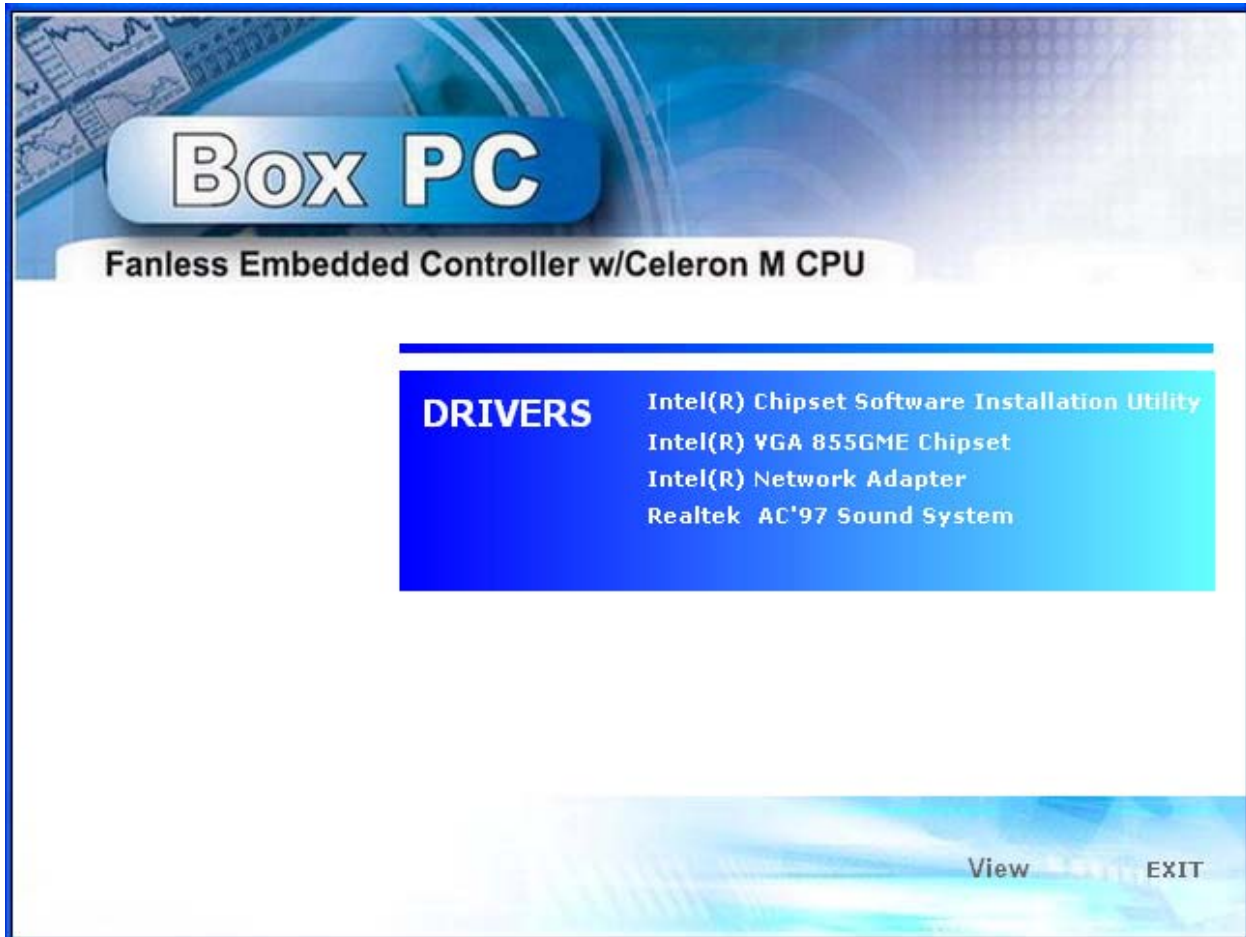 Box PC
Fanless Embedded Controller w/Celeron M CPU
DRIVERS
Intel(R) Chipset Software Installation Utility
Intel(R) VGA 855GME Chipset
Intel(R) Network Adapter
Realtek AC'97 Sound System
View
EXIT